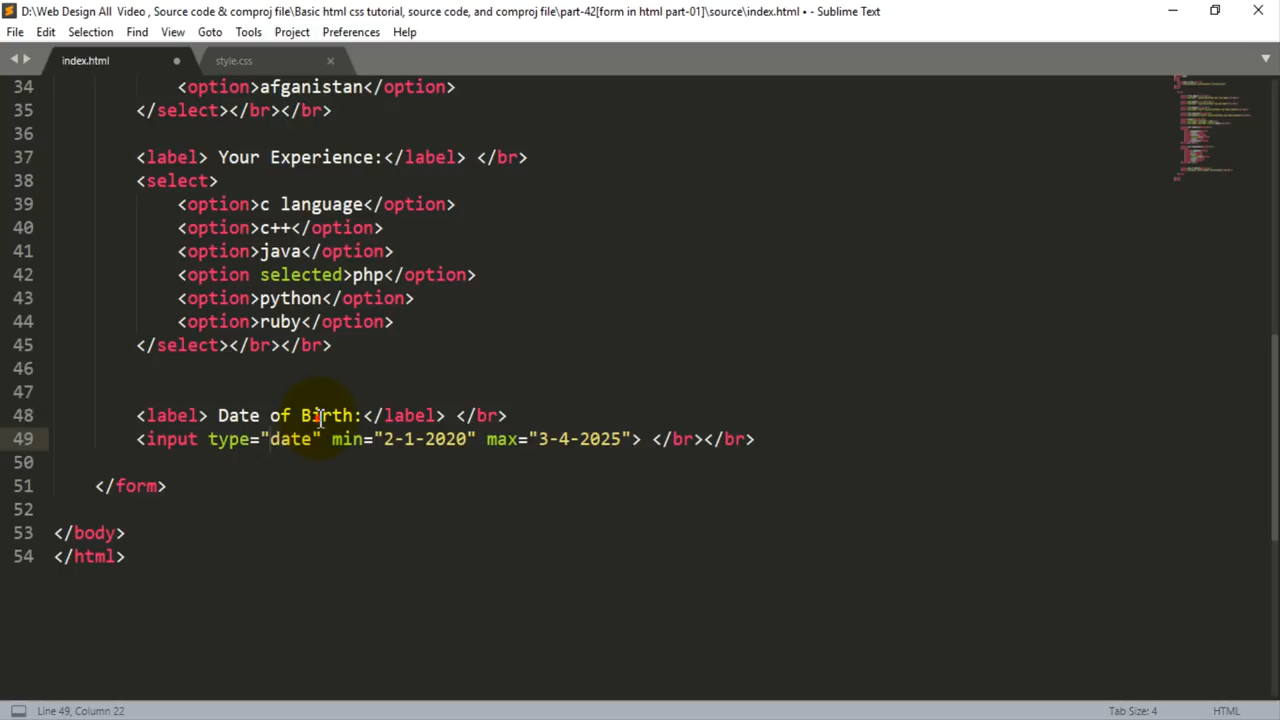 D:\Web Design All  Video , Source code & comproj file\Basic html css tutorial, source code, and comproj file\part-42[form in html part-01]\source\index.html • - Sublime Text
File Edit Selection Find View Goto Tools Project Preferences Help
index.html style.css
34 <option>afganistan</option>
35 </select></br></br>
36
37 <label> Your Experience:</label> </br>
38 <select>
39 <option>c language</option>
40 <option>c++</option>
41 <option>java</option>
42 <option selected>php</option>
43 <option>python</option>
44 <option>ruby</option>
45 </select></br></br>
46
47
48 <label> Date of Birth:</label> </br>
49 <input type="date" min="2-1-2020" max="3-4-2025"> </br></br>
50
51 </form>
52
53 </body>
54 </html>
Line 49, Column 22 Tab Size: 4 HTML